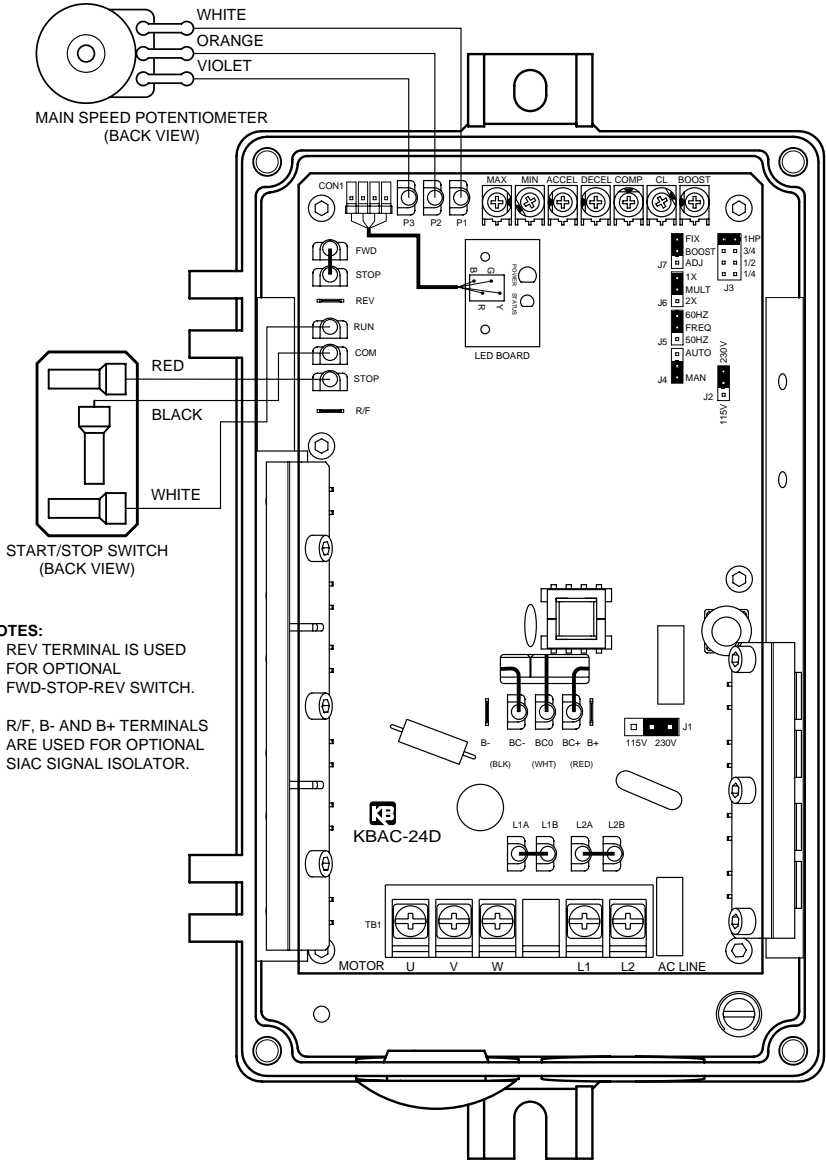 WHITE
ORANGE
VIOLET
MAIN SPEED POTENTIOMETER
(BACK VIEW)
CON1
P3
P2
P1
MAX
MIN
ACCEL
DECEL
COMP
CL
BOOST
FWD
STOP
REV
RUN
COM
STOP
R/F
B
G
R
Y
POWER
STATUS
LED BOARD
J7
FIX
BOOST
ADJ
J6
1X
MULT
2X
J5
60HZ
FREQ
50HZ
J4
AUTO
MAN
1HP
3/4
1/2
1/4
J3
230V
J2
115V
RED
BLACK
WHITE
START/STOP SWITCH
(BACK VIEW)
OTES:
REV TERMINAL IS USED
FOR OPTIONAL
FWD-STOP-REV SWITCH.
R/F, B- AND B+ TERMINALS
ARE USED FOR OPTIONAL
SIAC SIGNAL ISOLATOR.
B-
BC-
BC0
BC+
B+
(BLK)
(WHT)
(RED)
J1
115V
230V
KB
KBAC-24D
L1A
L1B
L2A
L2B
TB1
MOTOR
U
V
W
L1
L2
AC LINE